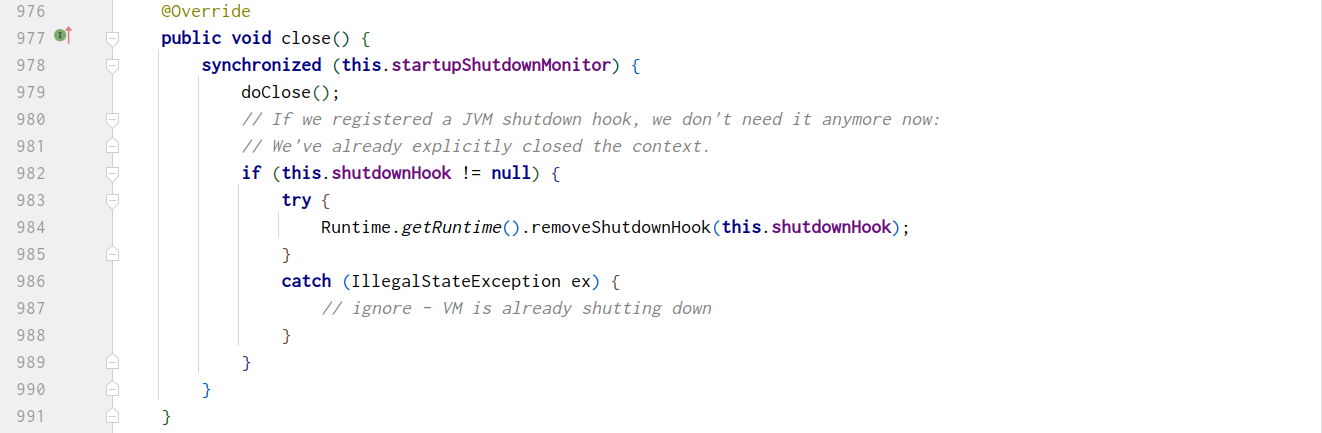 976 @Override
977 public void close() {
978 synchronized (this.startupShutdownMonitor) {
979 doClose();
980 // If we registered a JVM shutdown hook, we don't need it anymore now:
981 // We've already explicitly closed the context.
982 if (this.shutdownHook != null) {
983 try {
984 Runtime.getRuntime().removeShutdownHook(this.shutdownHook);
985 }
986 catch (IllegalStateException ex) {
987 // ignore - VM is already shutting down
988 }
989 }
990 }
991 }